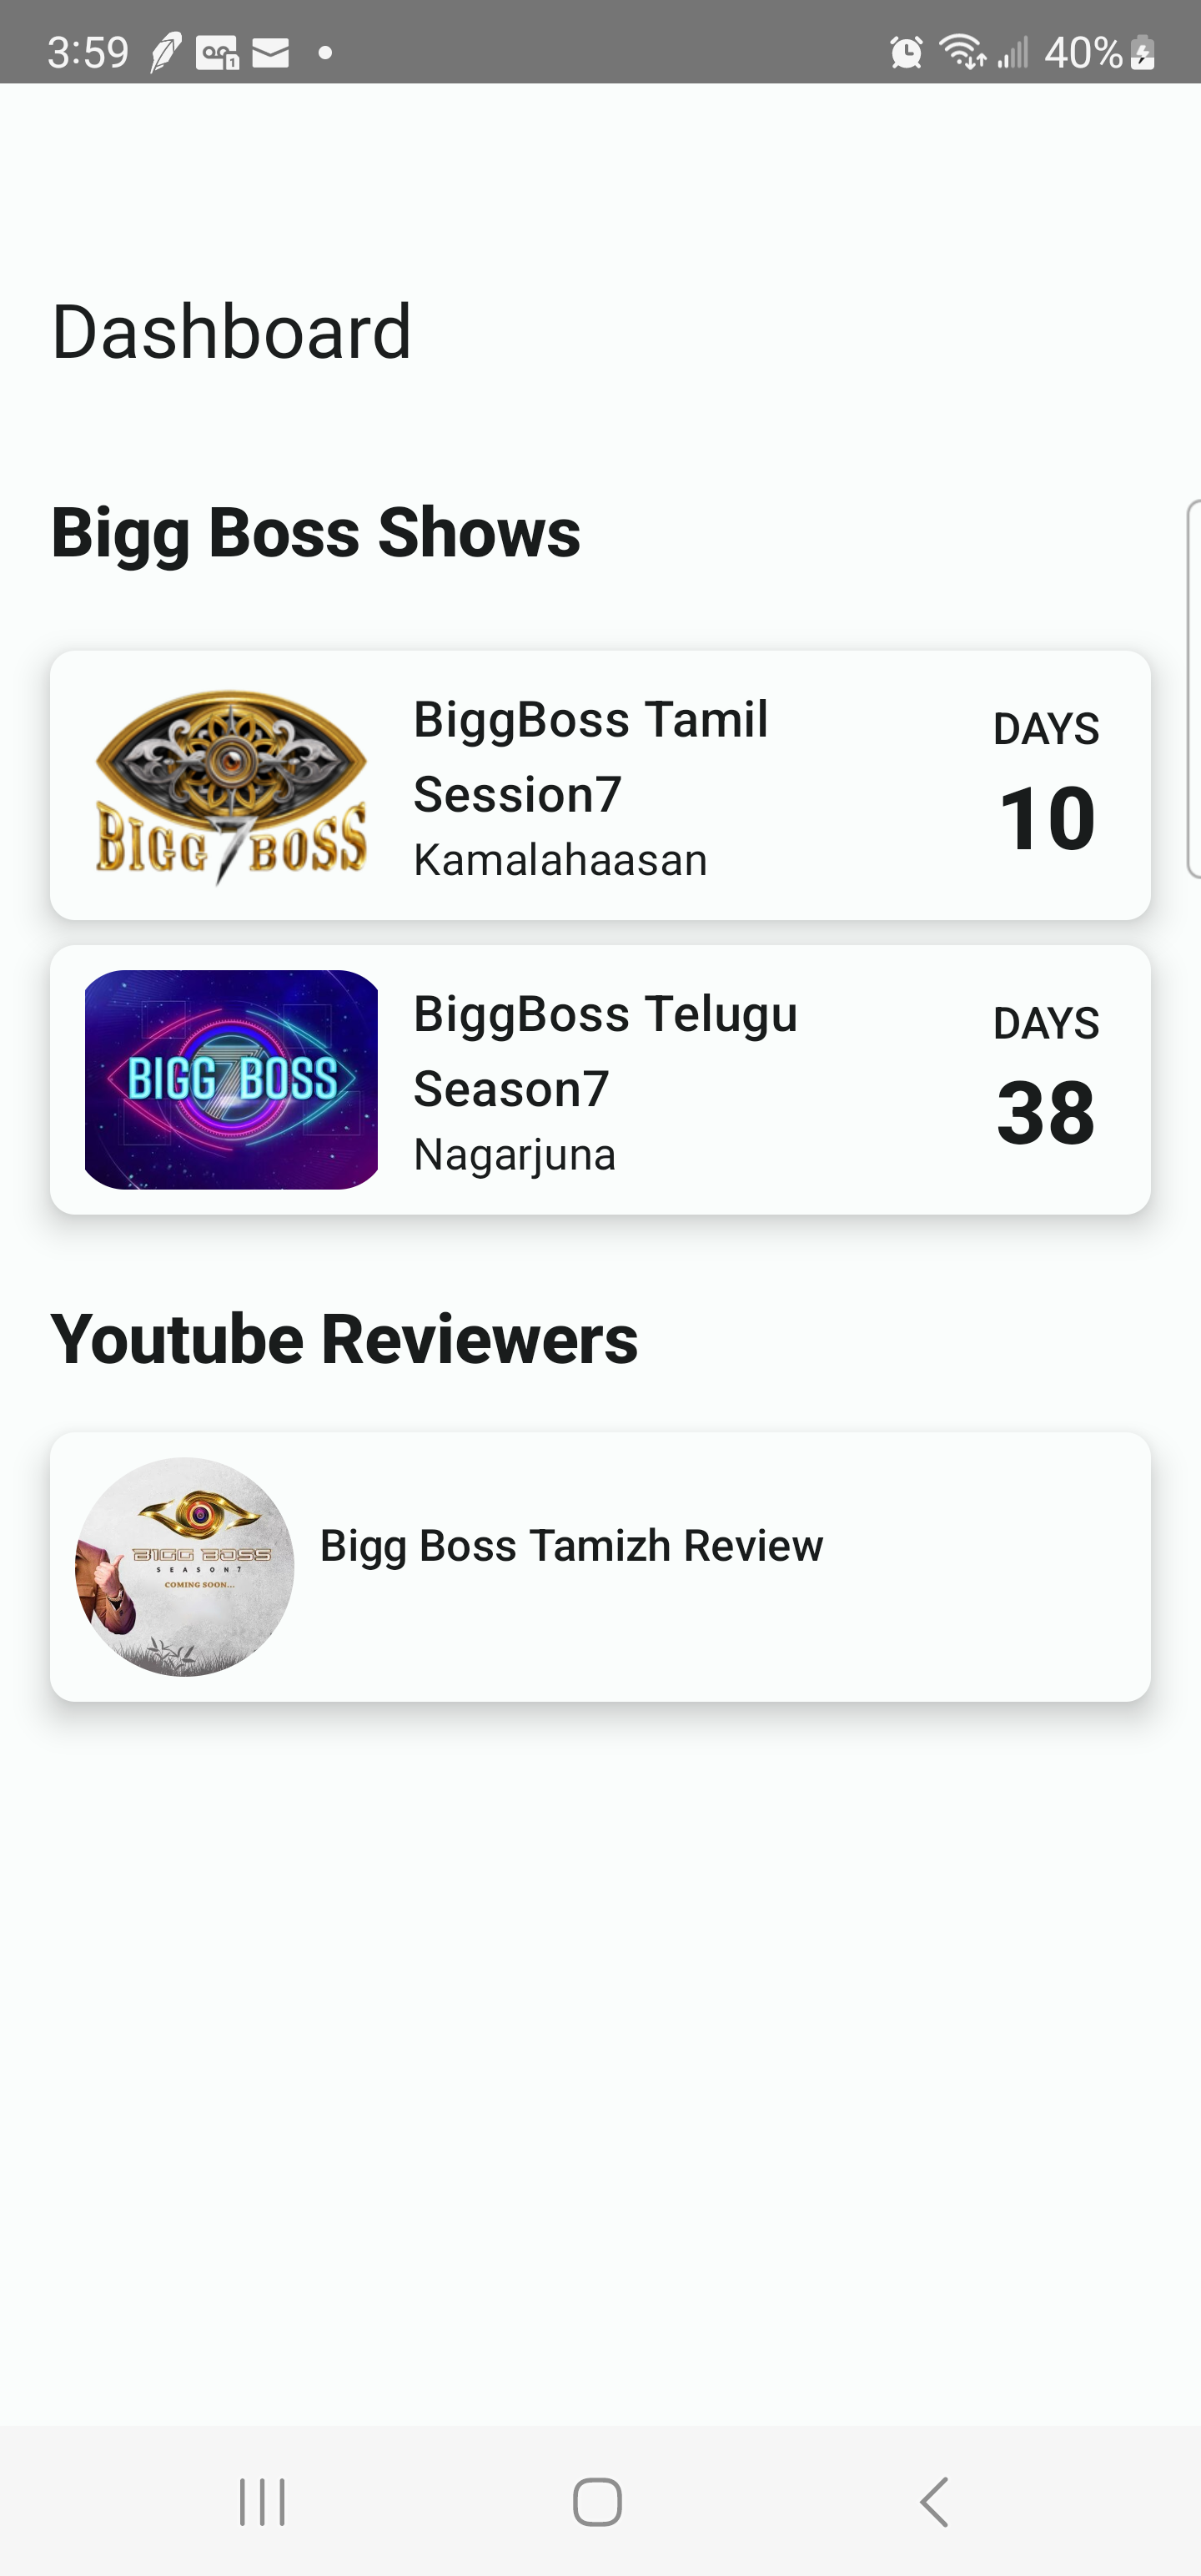 3:59
40%
Dashboard
Bigg Boss Shows
BIGG 7 BOSS
BiggBoss Tamil
Session7
Kamalahaasan
DAYS
10
BIGG 7 BOSS
BiggBoss Telugu
Season7
Nagarjuna
DAYS
38
Youtube Reviewers
BIGG BOSS
SEASON 7
COMING SOON...
Bigg Boss Tamizh Review